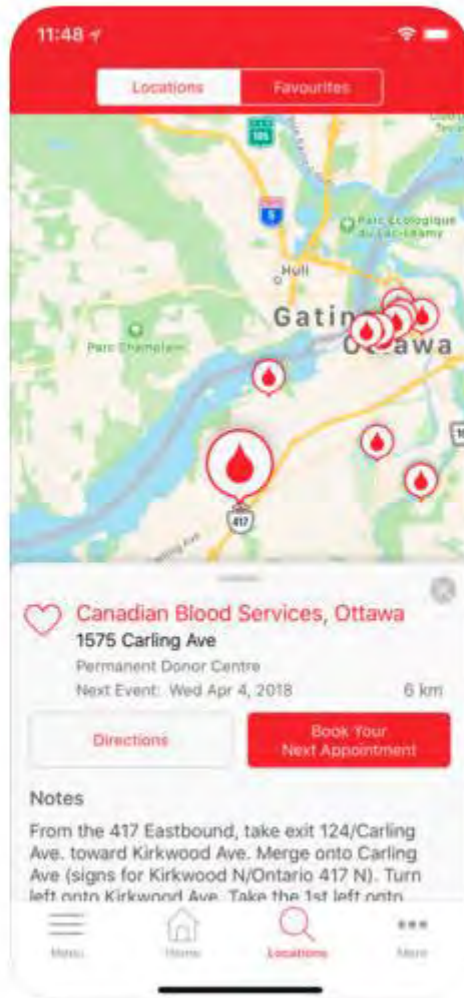 11:48
Locations
Favourites
105
5
Parc Écologique
du Lac-Leamy
Hull
Gatin
Ottawa
Parc Champlain
417
Carling Ave
Canadian Blood Services, Ottawa
1575 Carling Ave
Permanent Donor Centre
Next Event: Wed Apr 4, 2018
6 km
Directions
Book Your
Next Appointment
Notes
From the 417 Eastbound, take exit 124/Carling
Ave. toward Kirkwood Ave. Merge onto Carling
Ave (signs for Kirkwood N/Ontario 417 N). Turn
left onto Kirkwood Ave. Take the 1st left onto
Menu
Home
Locations
More